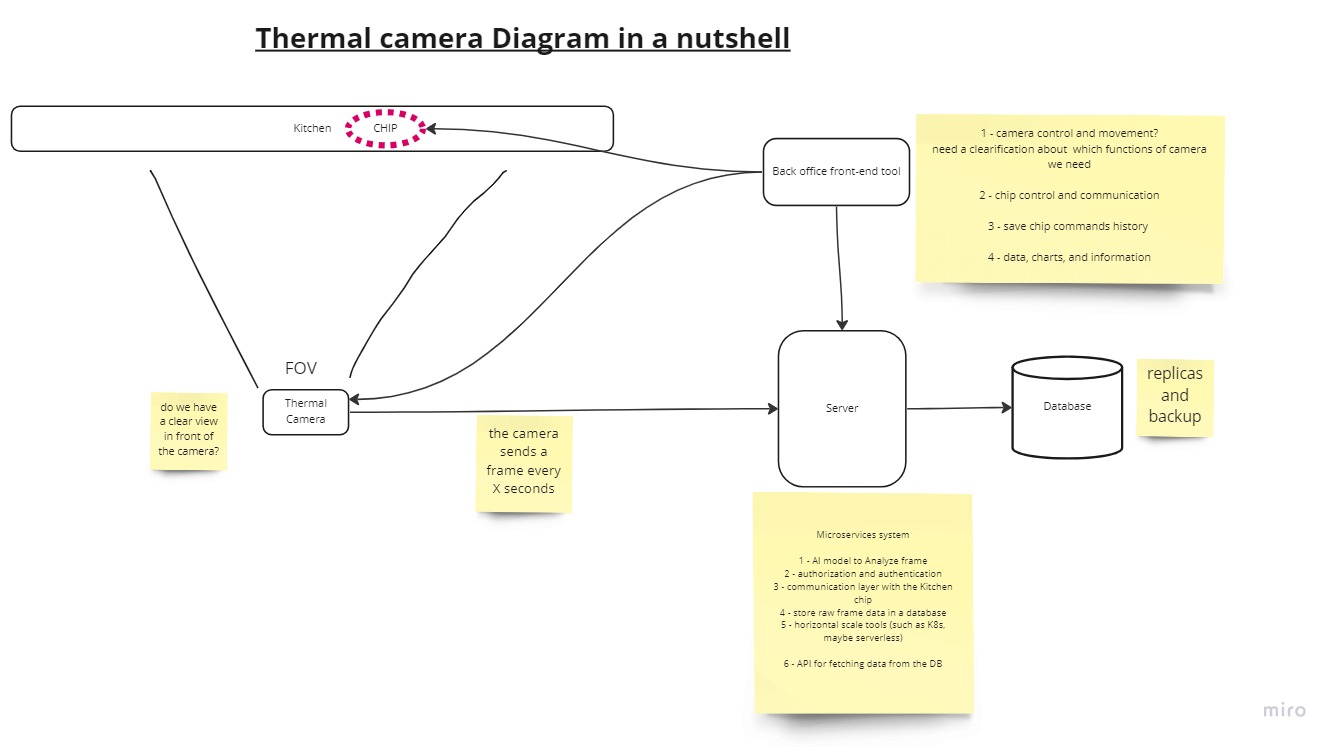 Thermal camera Diagram in a nutshell
Kitchen
CHIP
Back office front-end tool
1 - camera control and movement?
need a clearification about which functions of camera
we need
2 - chip control and communication
3 - save chip commands history
4 - data, charts, and information
FOV
Thermal
Camera
do we have
a clear view
in front of
the camera?
the camera
sends a
frame every
X seconds
Server
Database
replicas
and
backup
Microservices system
1 - AI model to Analyze frame
2 - authorization and authentication
3 - communication layer with the Kitchen
chip
4 - store raw frame data in a database
5 - horizontal scale tools (such as K8s,
maybe serverless)
6 - API for fetching data from the DB
miro